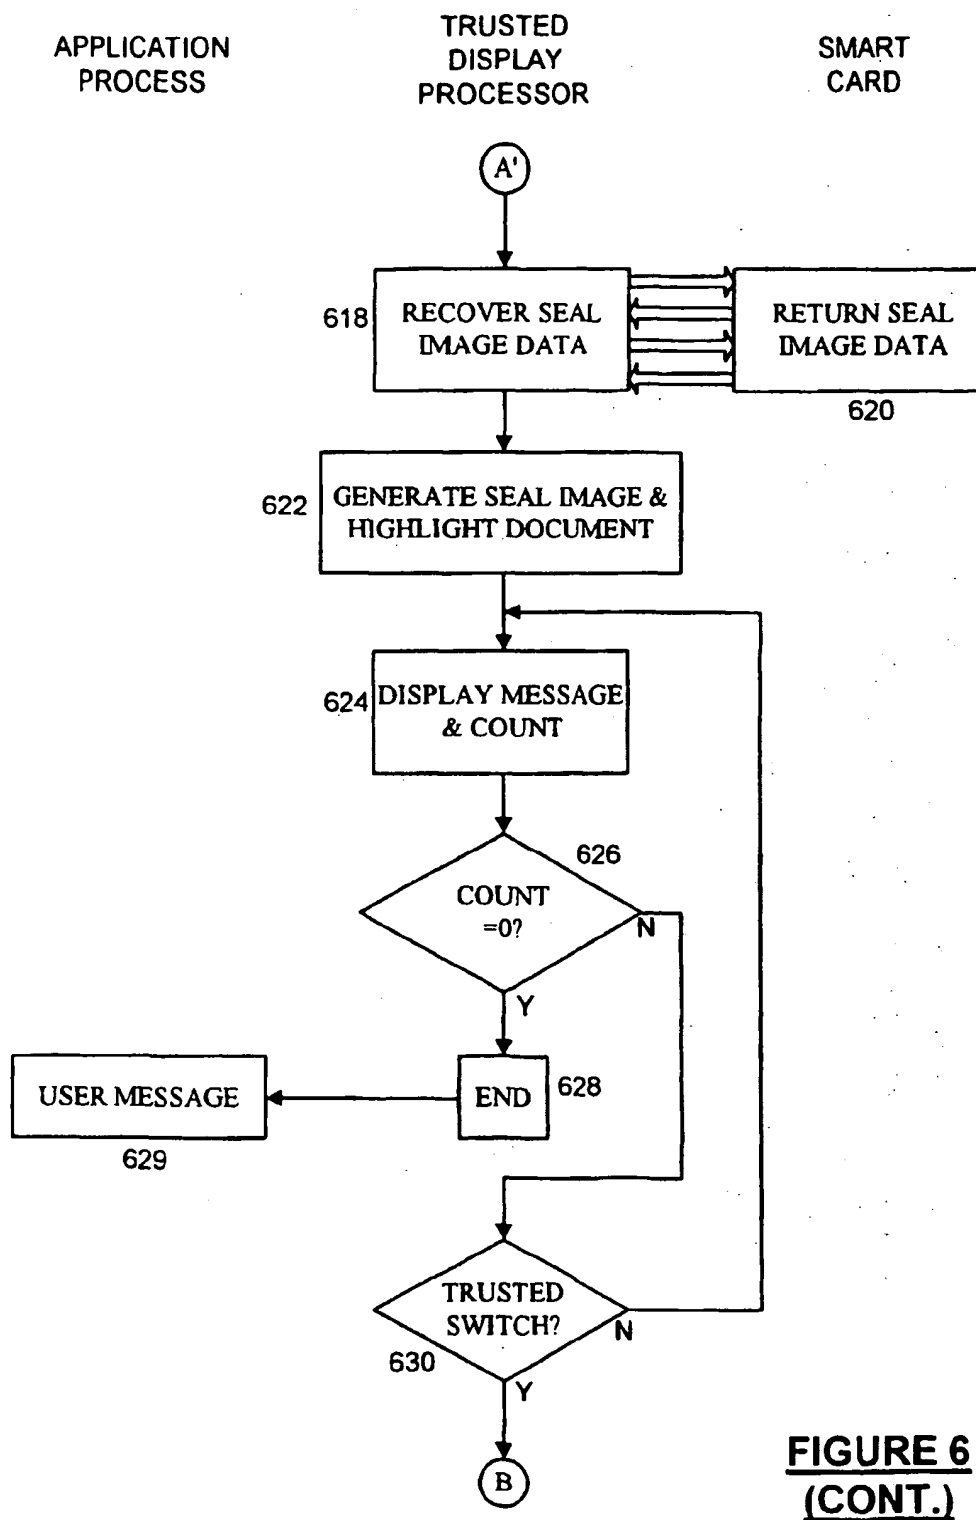 APPLICATION
PROCESS
TRUSTED
DISPLAY
PROCESSOR
SMART
CARD
A'
618
RECOVER SEAL
IMAGE DATA
RETURN SEAL
IMAGE DATA
620
622
GENERATE SEAL IMAGE &
HIGHLIGHT DOCUMENT
624
DISPLAY MESSAGE
& COUNT
626
COUNT
=0?
N
Y
USER MESSAGE
629
END
628
TRUSTED
SWITCH?
N
630
Y
B
FIGURE 6
(CONT.)